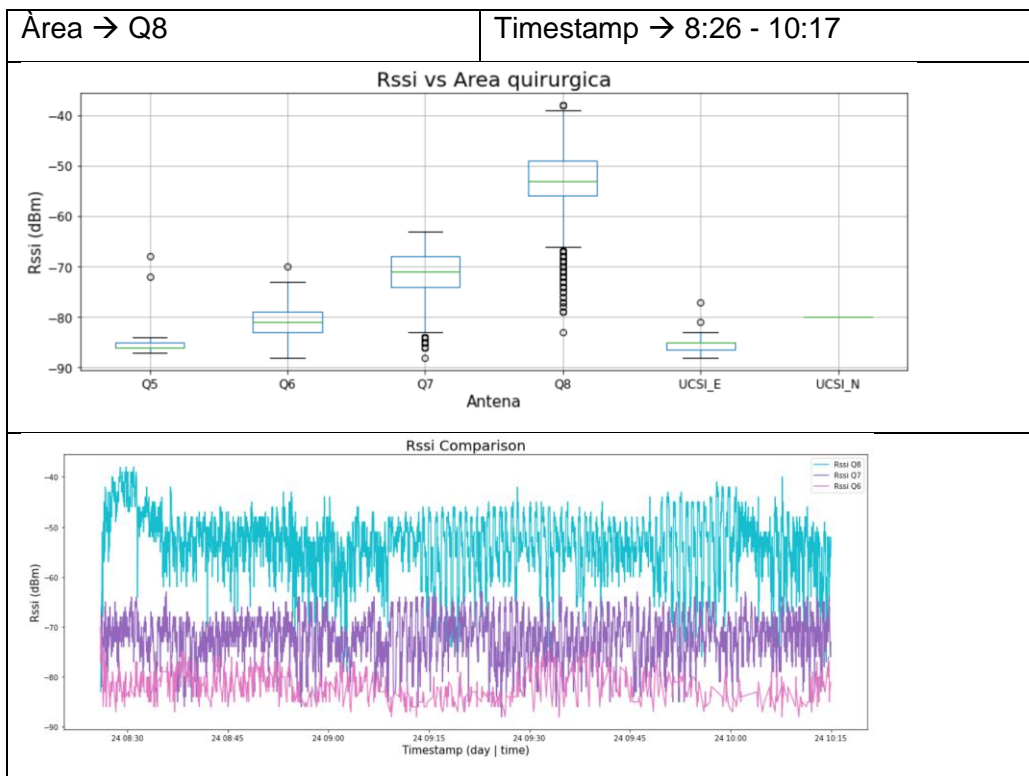 Àrea → Q8
Timestamp → 8:26 - 10:17
Rssi vs Area quirurgica
Rssi (dBm)
−40
−50
−60
−70
−80
−90
Q5 Q6 Q7 Q8 UCSI_E UCSI_N
Antena
Rssi Comparison
Rssi Q8
Rssi Q7
Rssi Q6
Rssi (dBm)
−40
−50
−60
−70
−80
−90
24 08:30 24 08:45 24 09:00 24 09:15 24 09:30 24 09:45 24 10:00 24 10:15
Timestamp (day | time)